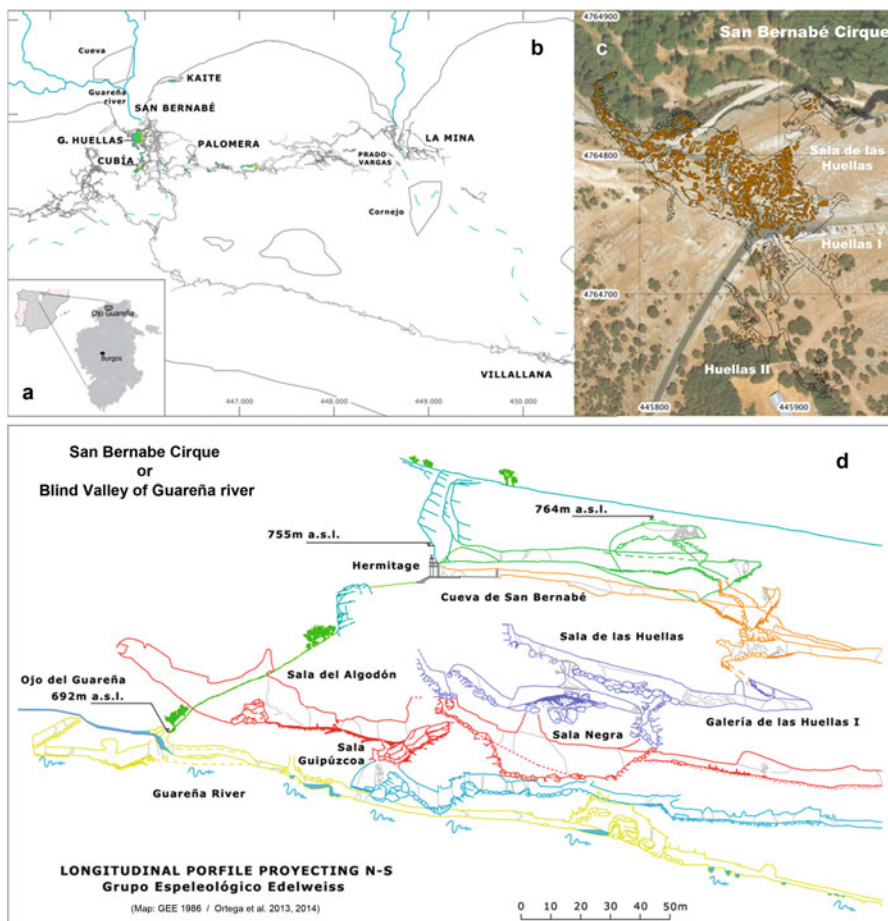 b
Cueva
KAITE
Guareña
river
SAN BERNABÉ
G. HUELLAS
PALOMERA
LA MINA
CUBÍA
PRADO
VARGAS
Cornejo
Ojo Guareña
Burgos
a
VILLALLANA
447.000
448.000
449.000
450.000
4764900
San Bernabé Cirque
c
4764800
Sala de las
Huellas
Huellas I
4764700
Huellas II
445800
445900
San Bernabe Cirque
or
Blind Valley of Guareña river
d
764m a.s.l.
755m a.s.l.
Hermitage
Cueva de San Bernabé
Sala de las Huellas
Sala del Algodón
Ojo del Guareña
692m a.s.l.
Galería de las Huellas I
Sala Negra
Sala
Guipúzcoa
Guareña River
LONGITUDINAL PORFILE PROYECTING N-S
Grupo Espeleológico Edelweiss
(Map: GEE 1986 / Ortega et al. 2013, 2014)
0 10 20 30 40 50m